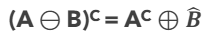 (A ⊖ B)ᶜ = Aᶜ ⊕ B̂